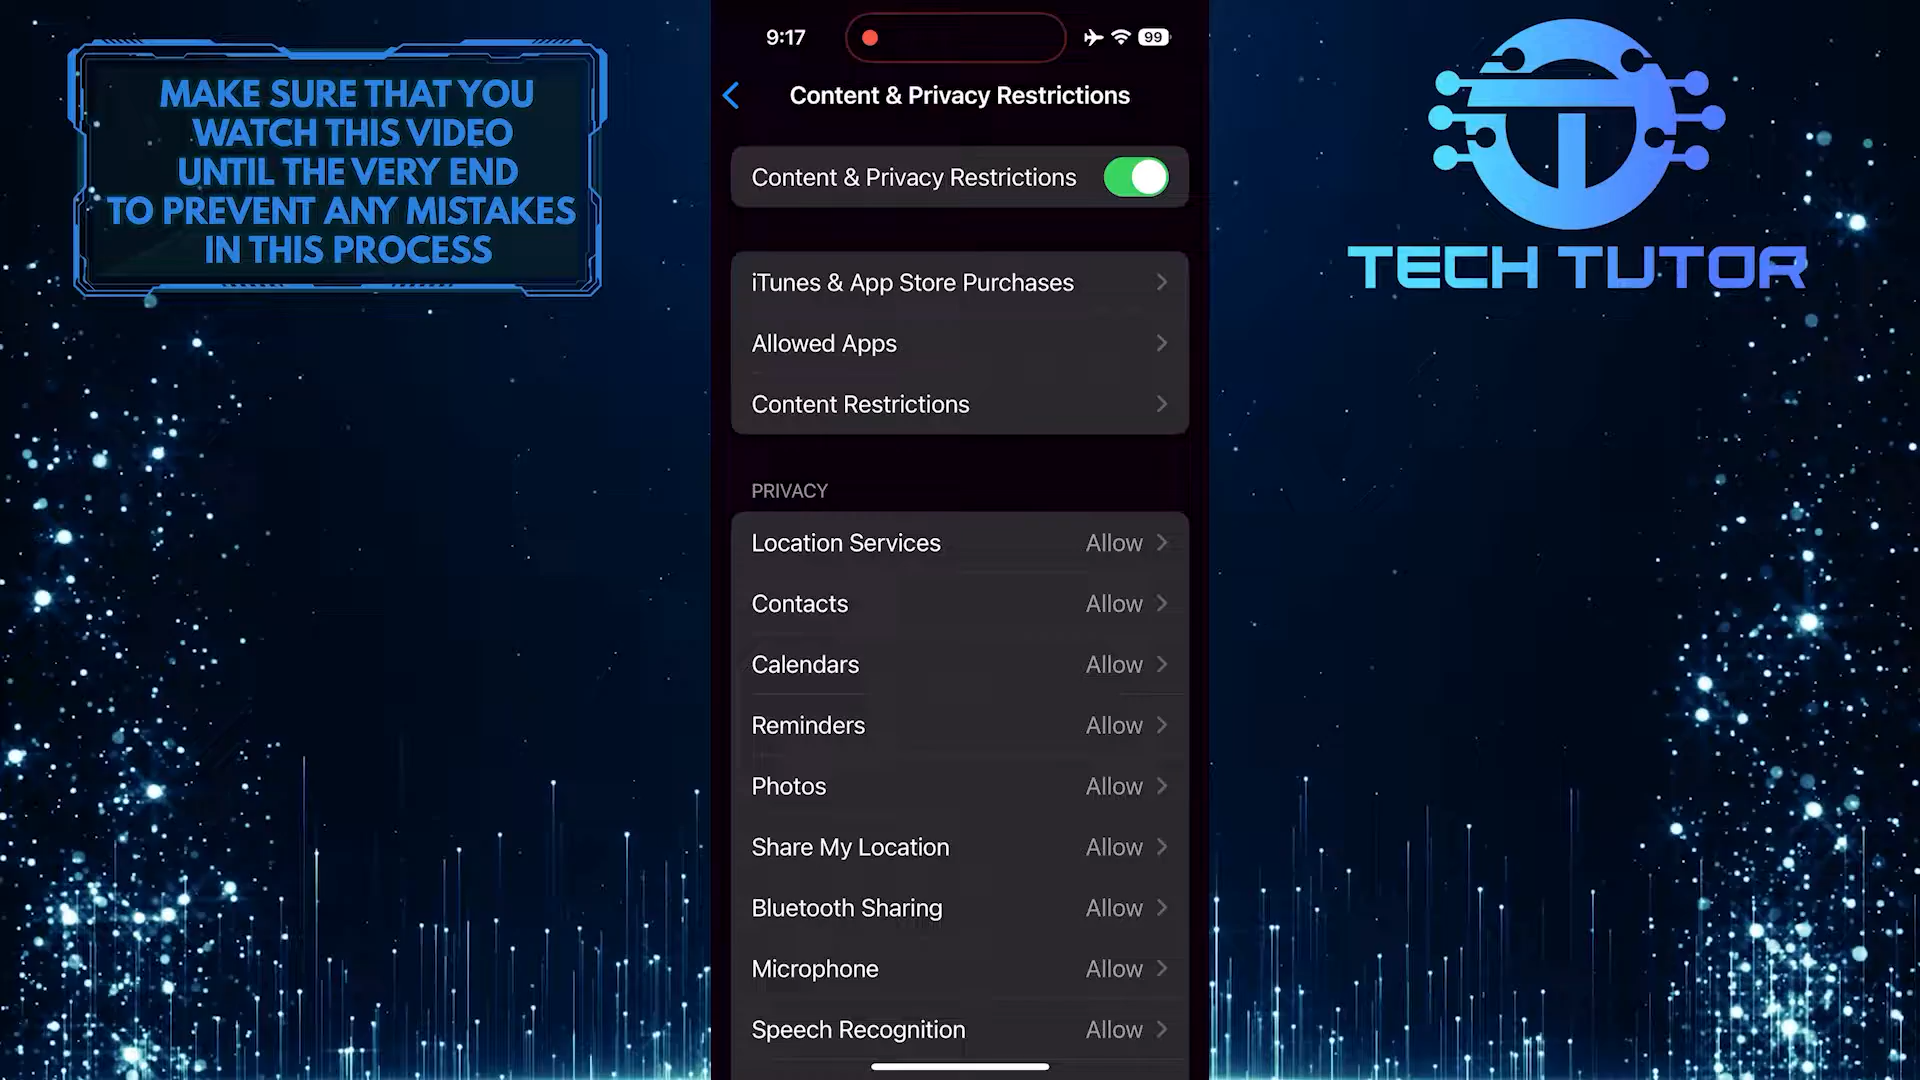 MAKE SURE THAT YOU
WATCH THIS VIDEO
UNTIL THE VERY END
TO PREVENT ANY MISTAKES
IN THIS PROCESS
9:17
99
Content & Privacy Restrictions
Content & Privacy Restrictions
iTunes & App Store Purchases
Allowed Apps
Content Restrictions
PRIVACY
Location Services Allow
Contacts Allow
Calendars Allow
Reminders Allow
Photos Allow
Share My Location Allow
Bluetooth Sharing Allow
Microphone Allow
Speech Recognition Allow
TECH TUTOR